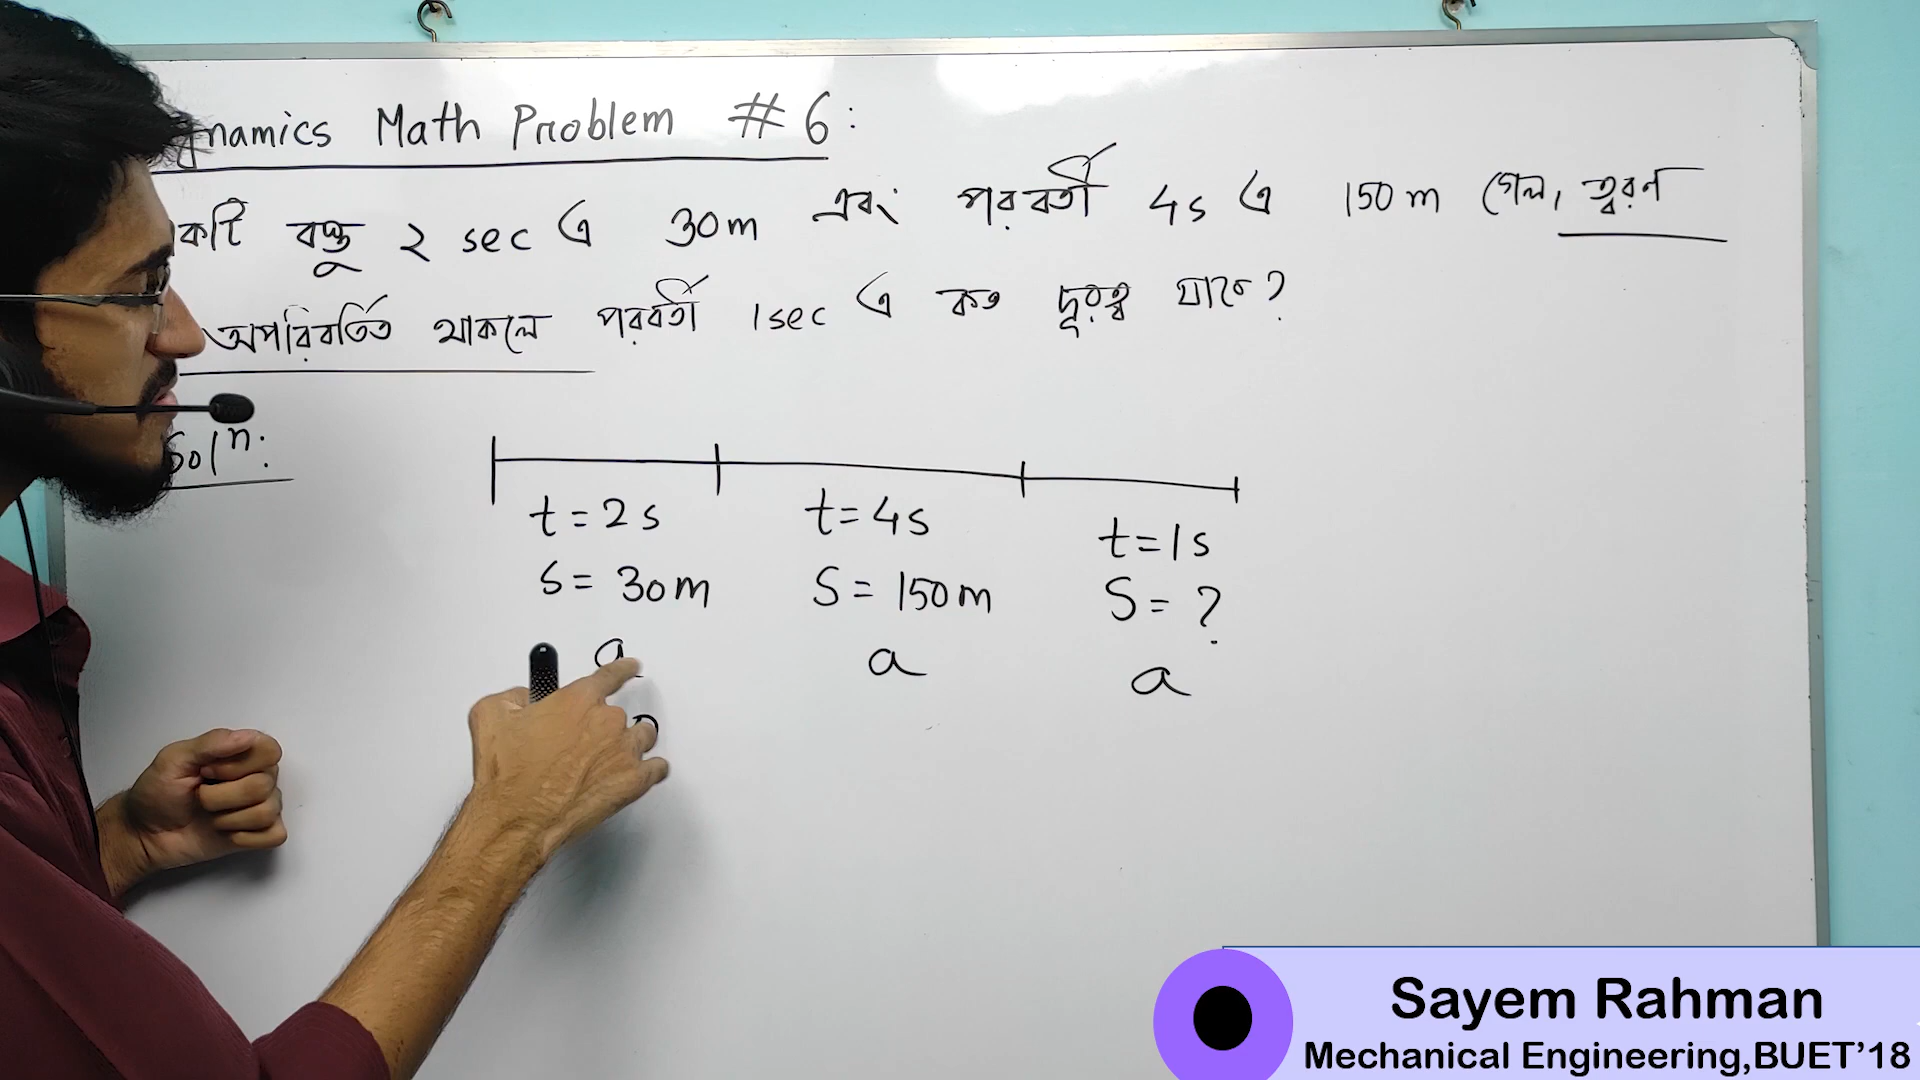 namics Math Problem # 6:
কটি বস্তু ২ sec এ 30m এবং পরবর্তী 4s এ 150 m গেল, ত্বরণ
অপরিবর্তিত থাকলে পরবর্তী 1sec এ কত দূরত্ব যাবে?
Solⁿ:
t = 2s t= 4s t=1s
s = 30m S = 150m S = ?
a a a
Sayem Rahman
Mechanical Engineering,BUET'18